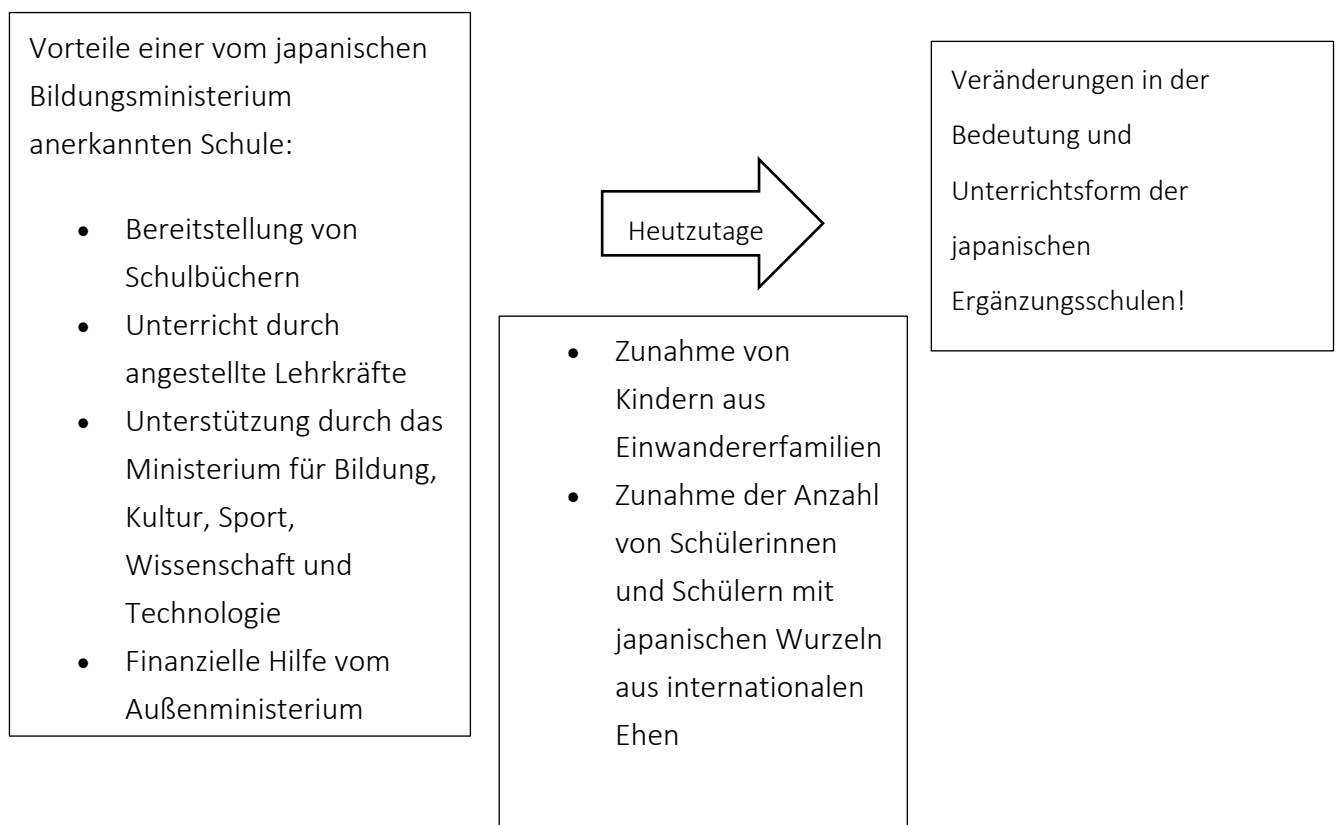 Vorteile einer vom japanischen
Bildungsministerium
anerkannten Schule:
• Bereitstellung von
Schulbüchern
• Unterricht durch
angestellte Lehrkräfte
• Unterstützung durch das
Ministerium für Bildung,
Kultur, Sport,
Wissenschaft und
Technologie
• Finanzielle Hilfe vom
Außenministerium
Heutzutage
• Zunahme von
Kindern aus
Einwandererfamilien
• Zunahme der Anzahl
von Schülerinnen
und Schülern mit
japanischen Wurzeln
aus internationalen
Ehen
Veränderungen in der
Bedeutung und
Unterrichtsform der
japanischen
Ergänzungsschulen!